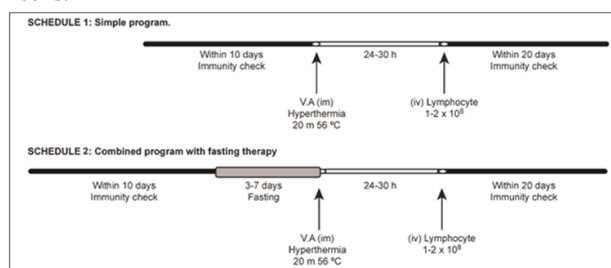 SCHEDULE 1: Simple program.
Within 10 days
Immunity check
24-30 h
Within 20 days
Immunity check
V.A (im)
Hyperthermia
20 m 56 ºC
(iv) Lymphocyte
1-2 x 10⁸
SCHEDULE 2: Combined program with fasting therapy
Within 10 days
Immunity check
3-7 days
Fasting
24-30 h
Within 20 days
Immunity check
V.A (im)
Hyperthermia
20 m 56 ºC
(iv) Lymphocyte
1-2 x 10⁸